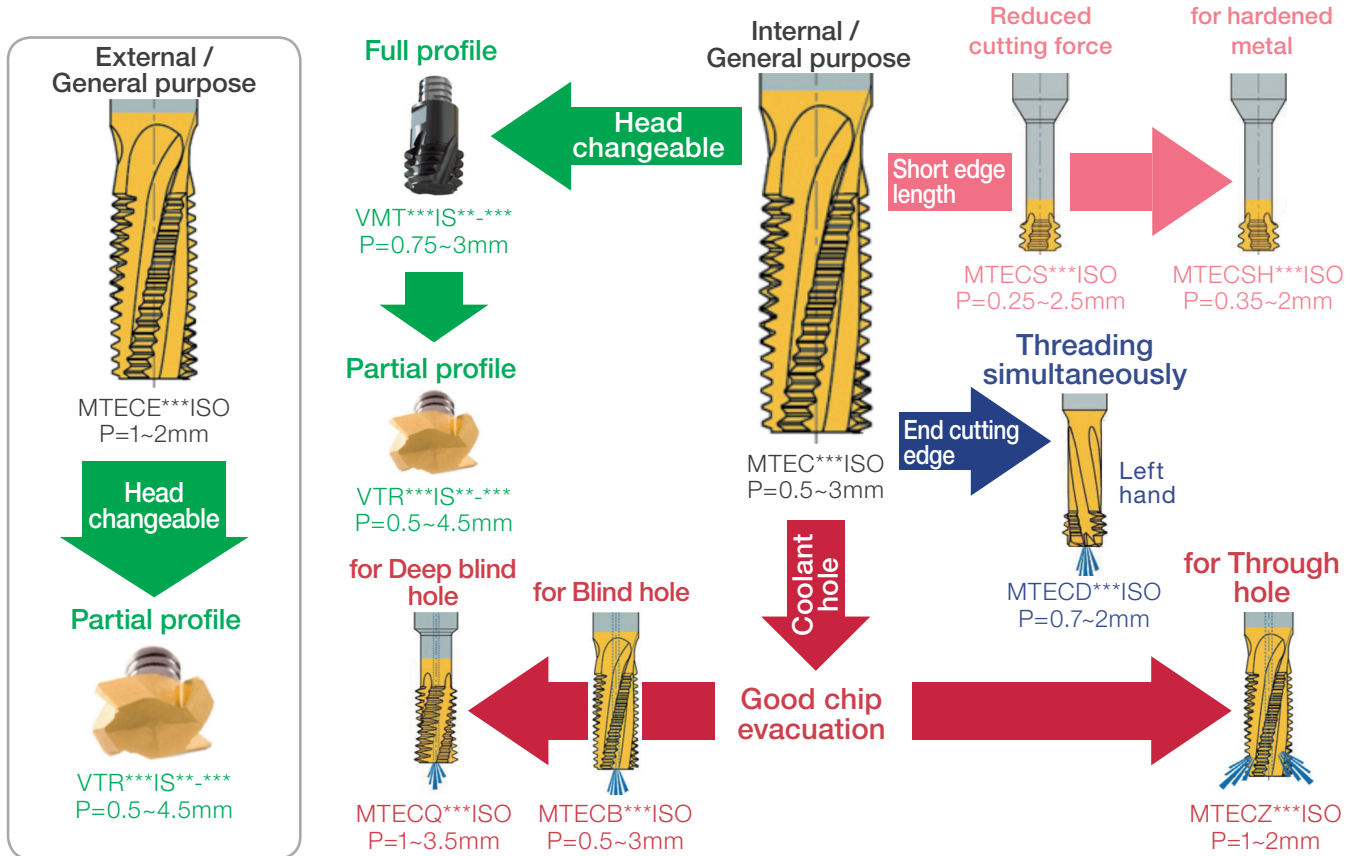 External /
General purpose
MTECE***ISO
P=1~2mm
Head
changeable
Partial profile
VTR***IS**-***
P=0.5~4.5mm
Full profile
VMT***IS**-***
P=0.75~3mm
Head
changeable
Partial profile
VTR***IS**-***
P=0.5~4.5mm
Internal /
General purpose
MTEC***ISO
P=0.5~3mm
Short edge
length
Reduced
cutting force
MTECS***ISO
P=0.25~2.5mm
for hardened
metal
MTECSH***ISO
P=0.35~2mm
End cutting
edge
Threading
simultaneously
Left
hand
MTECD***ISO
P=0.7~2mm
Coolant
hole
Good chip
evacuation
for Deep blind
hole
MTECQ***ISO
P=1~3.5mm
for Blind hole
MTECB***ISO
P=0.5~3mm
for Through
hole
MTECZ***ISO
P=1~2mm